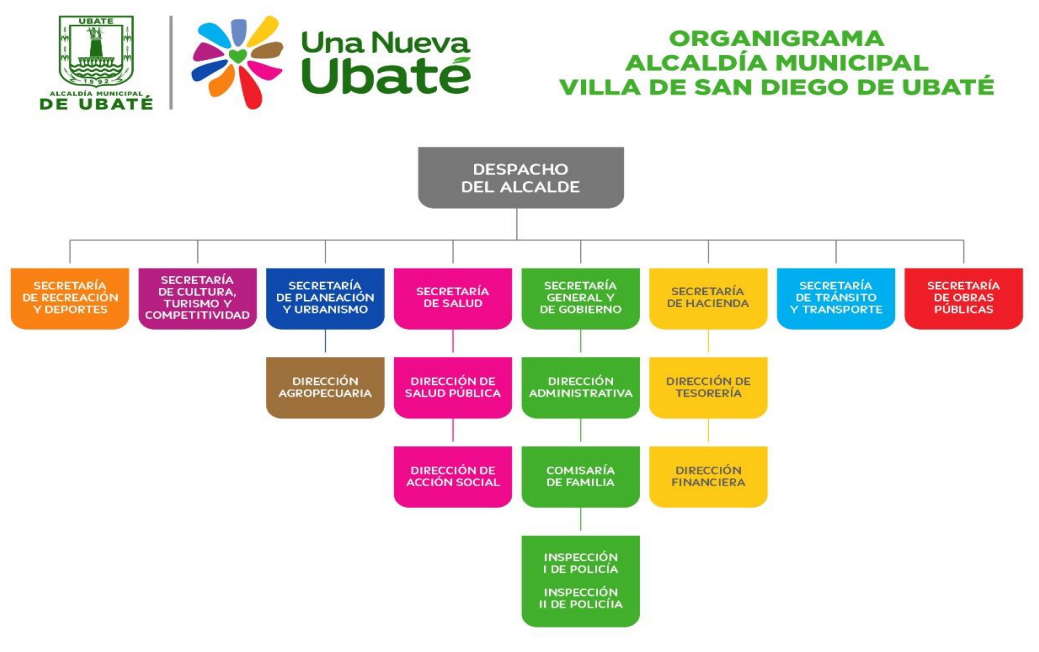 UBATE
1592
ALCALDÍA MUNICIPAL
DE UBATÉ
Una Nueva
Ubaté
ORGANIGRAMA
ALCALDÍA MUNICIPAL
VILLA DE SAN DIEGO DE UBATÉ
DESPACHO
DEL ALCALDE
SECRETARÍA
DE RECREACIÓN
Y DEPORTES
SECRETARÍA
DE CULTURA,
TURISMO Y
COMPETITIVIDAD
SECRETARÍA
DE PLANEACIÓN
Y URBANISMO
SECRETARÍA
DE SALUD
SECRETARÍA
GENERAL Y
DE GOBIERNO
SECRETARÍA
DE HACIENDA
SECRETARÍA
DE TRÁNSITO
Y TRANSPORTE
SECRETARÍA
DE OBRAS
PÚBLICAS
DIRECCIÓN
AGROPECUARIA
DIRECCIÓN DE
SALUD PÚBLICA
DIRECCIÓN
ADMINISTRATIVA
DIRECCIÓN DE
TESORERÍA
DIRECCIÓN DE
ACCIÓN SOCIAL
COMISARÍA
DE FAMILIA
DIRECCIÓN
FINANCIERA
INSPECCIÓN
I DE POLICÍA
INSPECCIÓN
II DE POLICÍIA